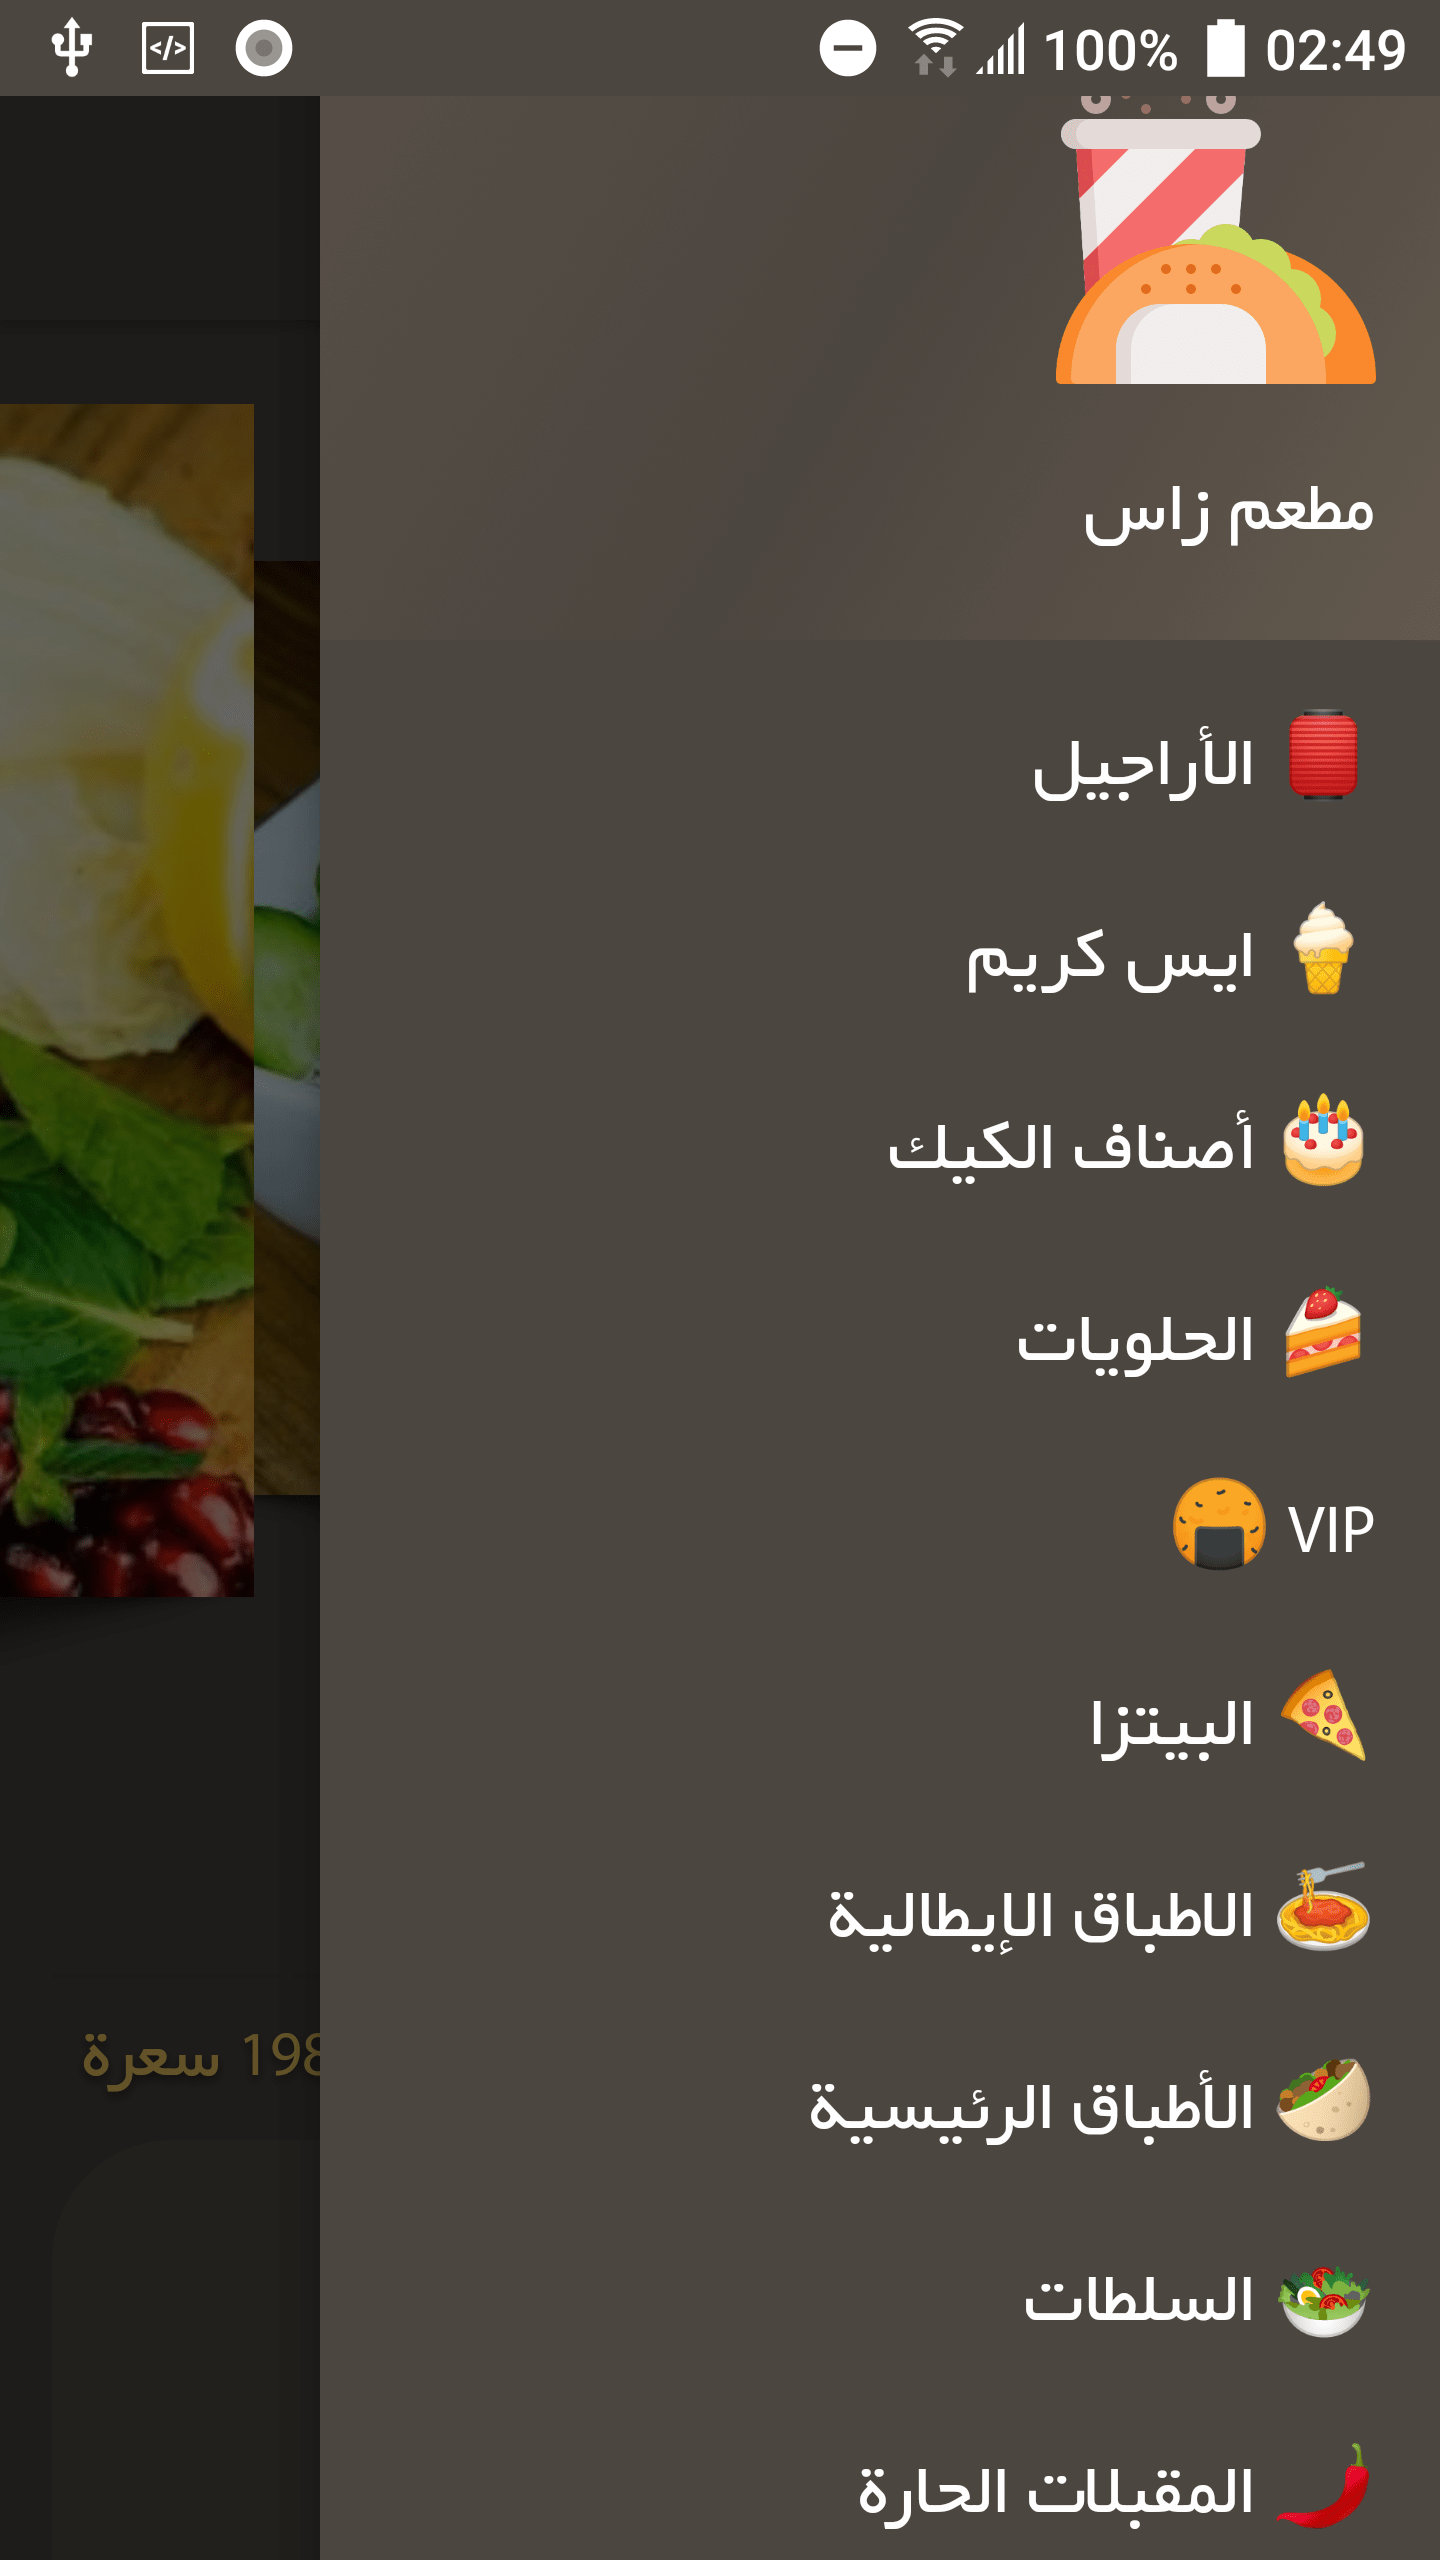 100% 02:49
مطعم زاس
الأراجيل
ايس كريم
أصناف الكيك
الحلويات
VIP
البيتزا
الاطباق الإيطالية
الأطباق الرئيسية
198 سعرة
السلطات
المقبلات الحارة